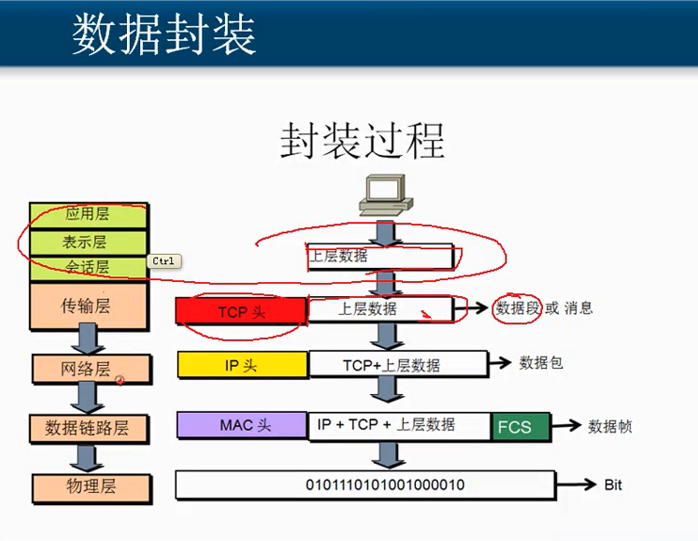 数据封装
封装过程
应用层
表示层
会话层
Ctrl
上层数据
传输层
TCP 头
上层数据
数据段 或 消息
网络层
IP 头
TCP+上层数据
数据包
数据链路层
MAC 头
IP + TCP + 上层数据
FCS
数据帧
物理层
0101110101001000010
Bit